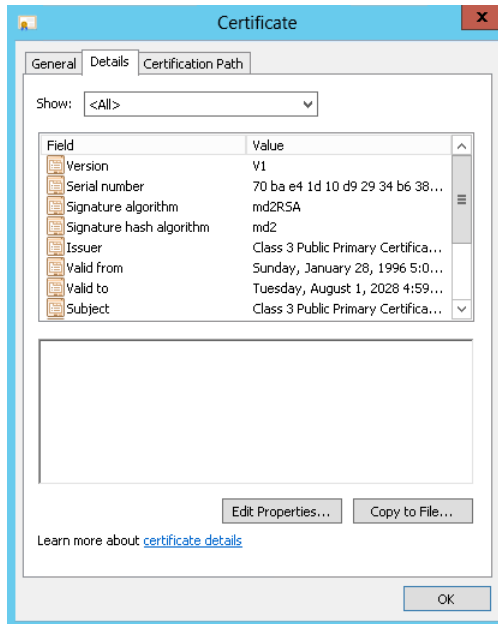 Certificate
x
General Details Certification Path
Show: <All>
Field Value
Version V1
Serial number 70 ba e4 1d 10 d9 29 34 b6 38...
Signature algorithm md2RSA
Signature hash algorithm md2
Issuer Class 3 Public Primary Certifica...
Valid from Sunday, January 28, 1996 5:0...
Valid to Tuesday, August 1, 2028 4:59...
Subject Class 3 Public Primary Certifica...
Edit Properties... Copy to File...
Learn more about certificate details
OK